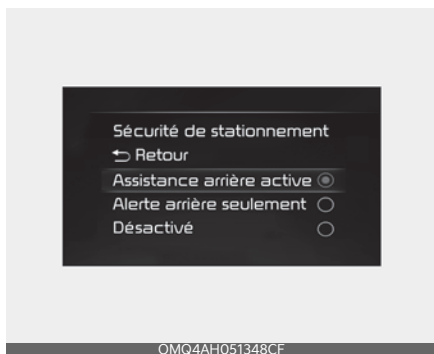 Sécurité de stationnement
⮌ Retour
Assistance arrière active
Alerte arrière seulement
Désactivé
OMQ4AH051348CF